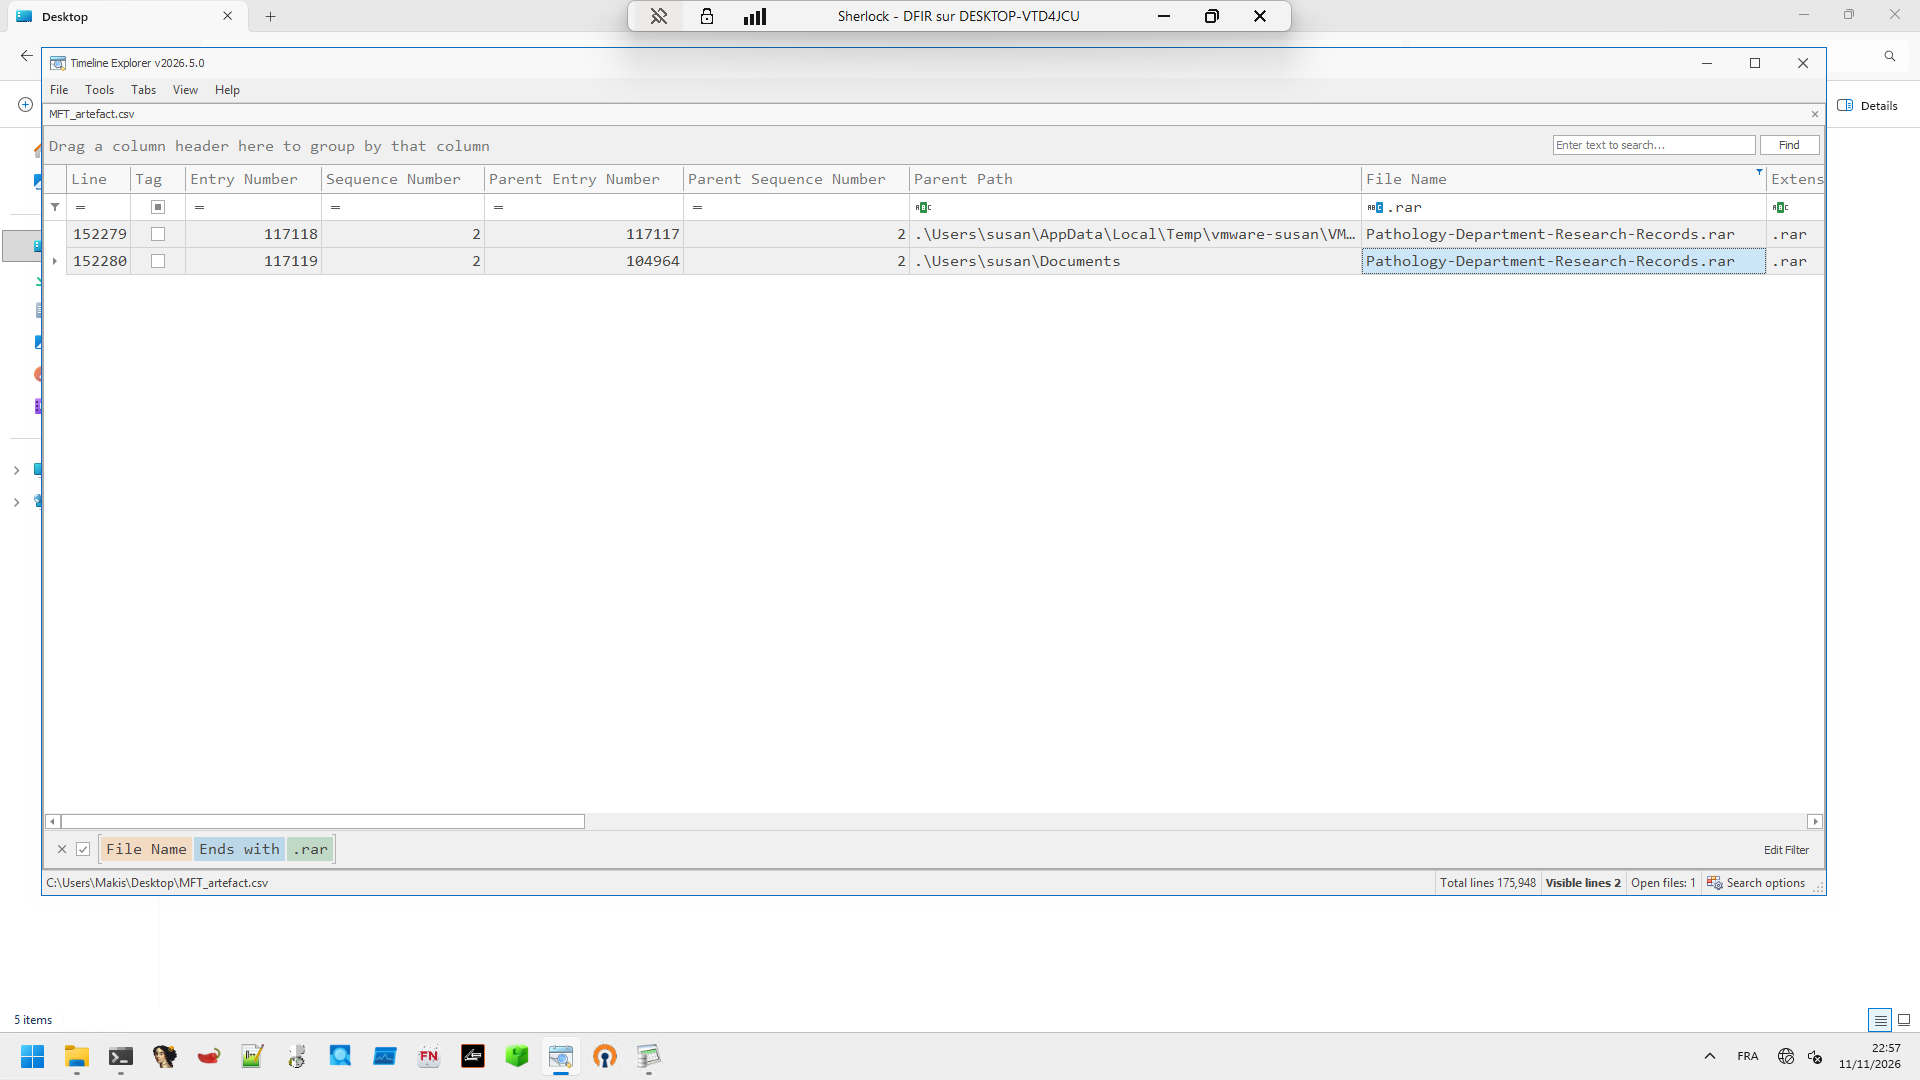 Desktop
Sherlock - DFIR sur DESKTOP-VTD4JCU
Timeline Explorer v2026.5.0
File Tools Tabs View Help
Details
MFT_artefact.csv
Drag a column header here to group by that column
Enter text to search...
Find
Line Tag Entry Number Sequence Number Parent Entry Number Parent Sequence Number Parent Path File Name Extens
= = = = = .rar
152279 117118 2 117117 2 .\Users\susan\AppData\Local\Temp\vmware-susan\VM… Pathology-Department-Research-Records.rar .rar
152280 117119 2 104964 2 .\Users\susan\Documents Pathology-Department-Research-Records.rar .rar
File Name Ends with .rar
Edit Filter
C:\Users\Makis\Desktop\MFT_artefact.csv
Total lines 175,948 Visible lines 2 Open files: 1 Search options
5 items
FN
FRA
22:57
11/11/2026